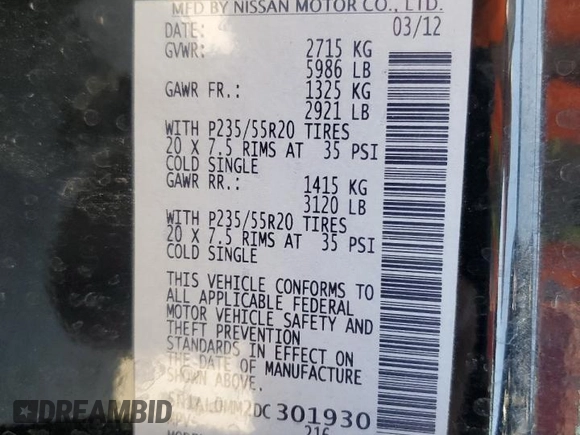 MFD BY NISSAN MOTOR CO., LTD.
DATE: 03/12
GVWR: 2715 KG
5986 LB
GAWR FR.: 1325 KG
2921 LB
WITH P235/55R20 TIRES
20 X 7.5 RIMS AT 35 PSI
COLD SINGLE
GAWR RR.: 1415 KG
3120 LB
WITH P235/55R20 TIRES
20 X 7.5 RIMS AT 35 PSI
COLD SINGLE
THIS VEHICLE CONFORMS TO
ALL APPLICABLE FEDERAL
MOTOR VEHICLE SAFETY AND
THEFT PREVENTION
STANDARDS IN EFFECT ON
THE DATE OF MANUFACTURE
SHOWN ABOVE.
DC301930
216
DREAMBID